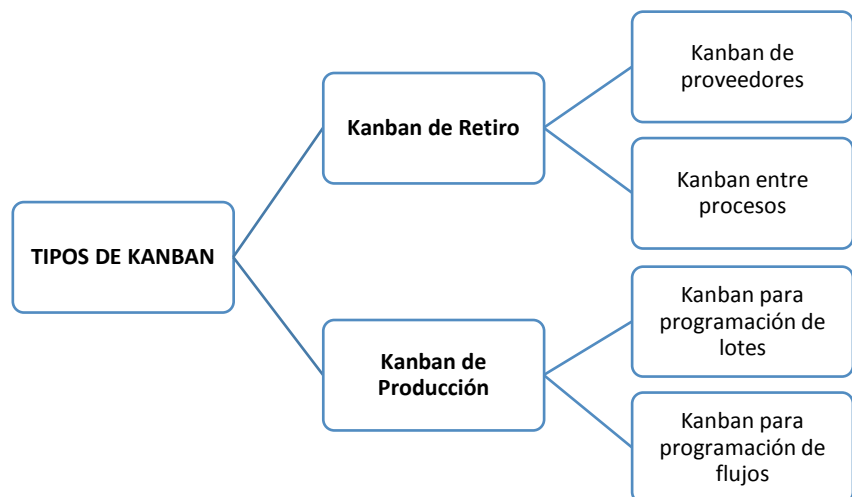 TIPOS DE KANBAN
Kanban de Retiro
Kanban de
proveedores
Kanban entre
procesos
Kanban de
Producción
Kanban para
programación de
lotes
Kanban para
programación de
flujos